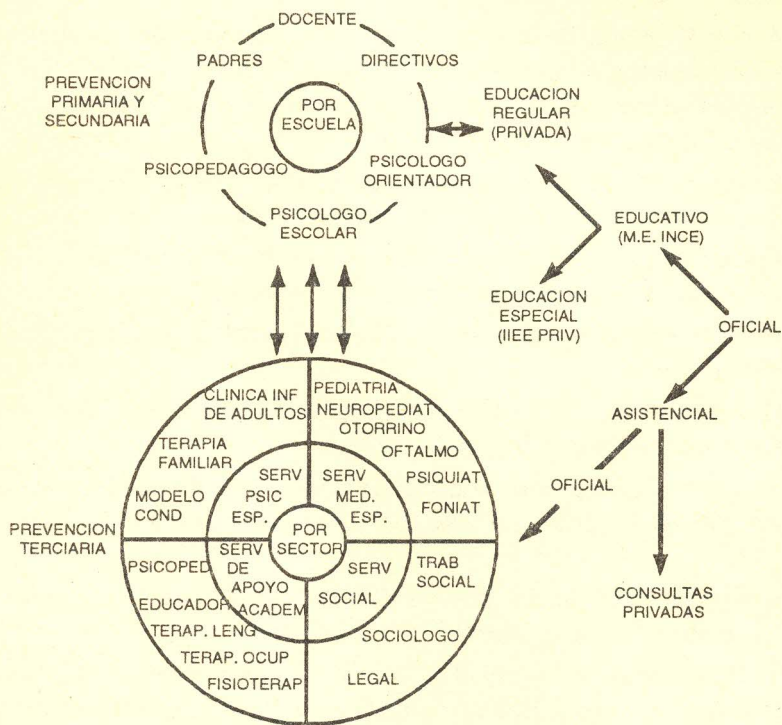 DOCENTE
PADRES
DIRECTIVOS
PREVENCION
PRIMARIA Y
SECUNDARIA
POR
ESCUELA
EDUCACION
REGULAR
(PRIVADA)
PSICOPEDAGOGO
PSICOLOGO
ORIENTADOR
PSICOLOGO
ESCOLAR
EDUCATIVO
(M.E. INCE)
EDUCACION
ESPECIAL
(IIEE PRIV)
OFICIAL
ASISTENCIAL
OFICIAL
CONSULTAS
PRIVADAS
PREVENCION
TERCIARIA
CLINICA INF
DE ADULTOS
TERAPIA
FAMILIAR
MODELO
COND
SERV
PSIC
ESP.
PEDIATRIA
NEUROPEDIAT
OTORRINO
OFTALMO
PSIQUIAT
FONIAT
SERV
MED.
ESP.
POR
SECTOR
PSICOPED
EDUCADOR
TERAP. LENG
TERAP. OCUP
FISIOTERAP
SERV
DE
APOYO
ACADEM
SERV
SOCIAL
TRAB
SOCIAL
SOCIOLOGO
LEGAL